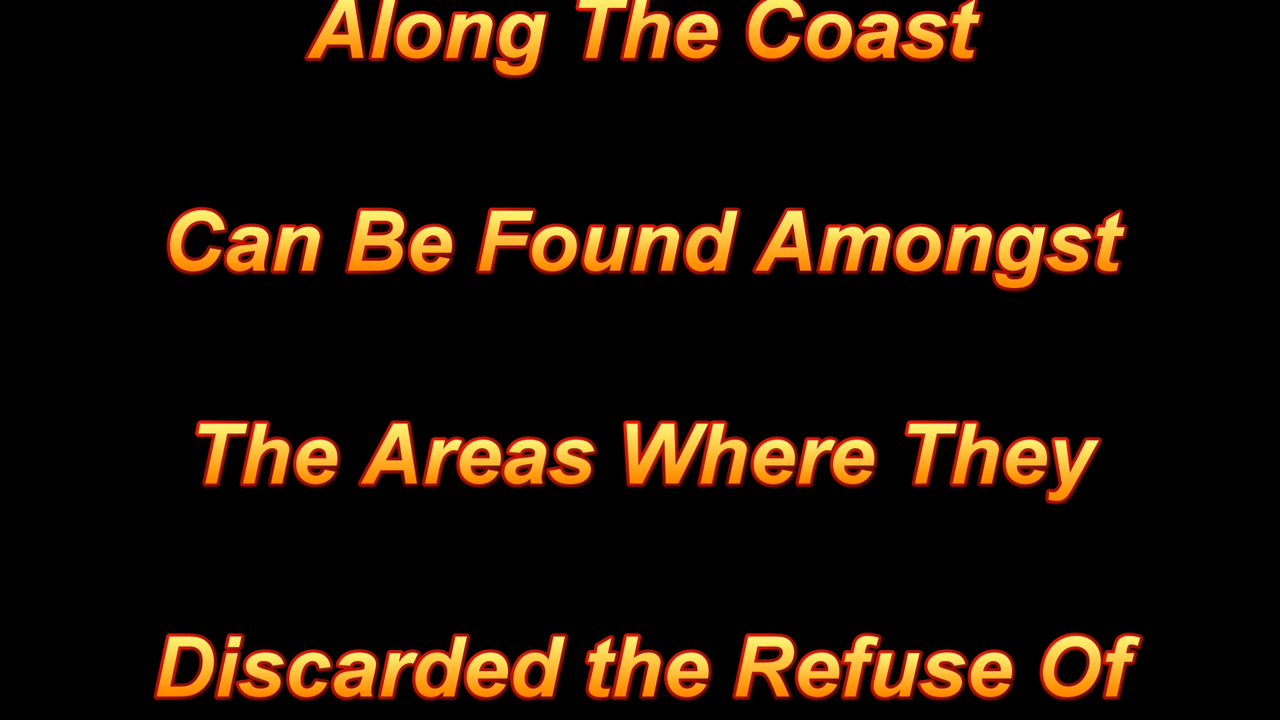 Along The Coast
Can Be Found Amongst
The Areas Where They
Discarded the Refuse Of